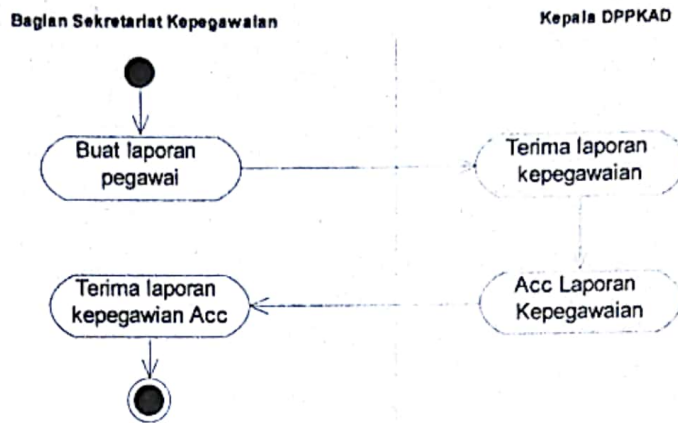 Bagian Sekretariat Kepegawaian
Kepala DPPKAD
Buat laporan
pegawai
Terima laporan
kepegawaian
Acc Laporan
Kepegawaian
Terima laporan
kepegawian Acc